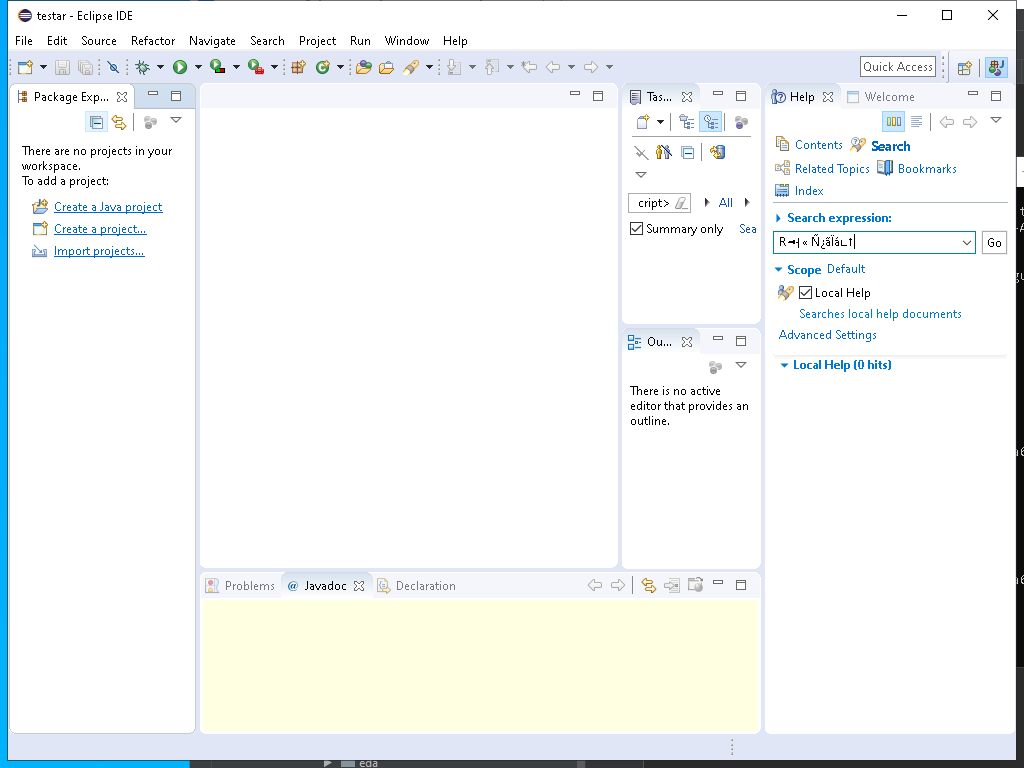 testar - Eclipse IDE
File Edit Source Refactor Navigate Search Project Run Window Help
Quick Access
Package Exp...
There are no projects in your
workspace.
To add a project:
Create a Java project
Create a project...
Import projects...
Tas...
cript> All
Summary only Sea
Ou...
There is no active
editor that provides an
outline.
Help Welcome
Contents Search
Related Topics Bookmarks
Index
Search expression:
Go
Scope Default
Local Help
Searches local help documents
Advanced Settings
Local Help (0 hits)
Problems @ Javadoc Declaration
eda